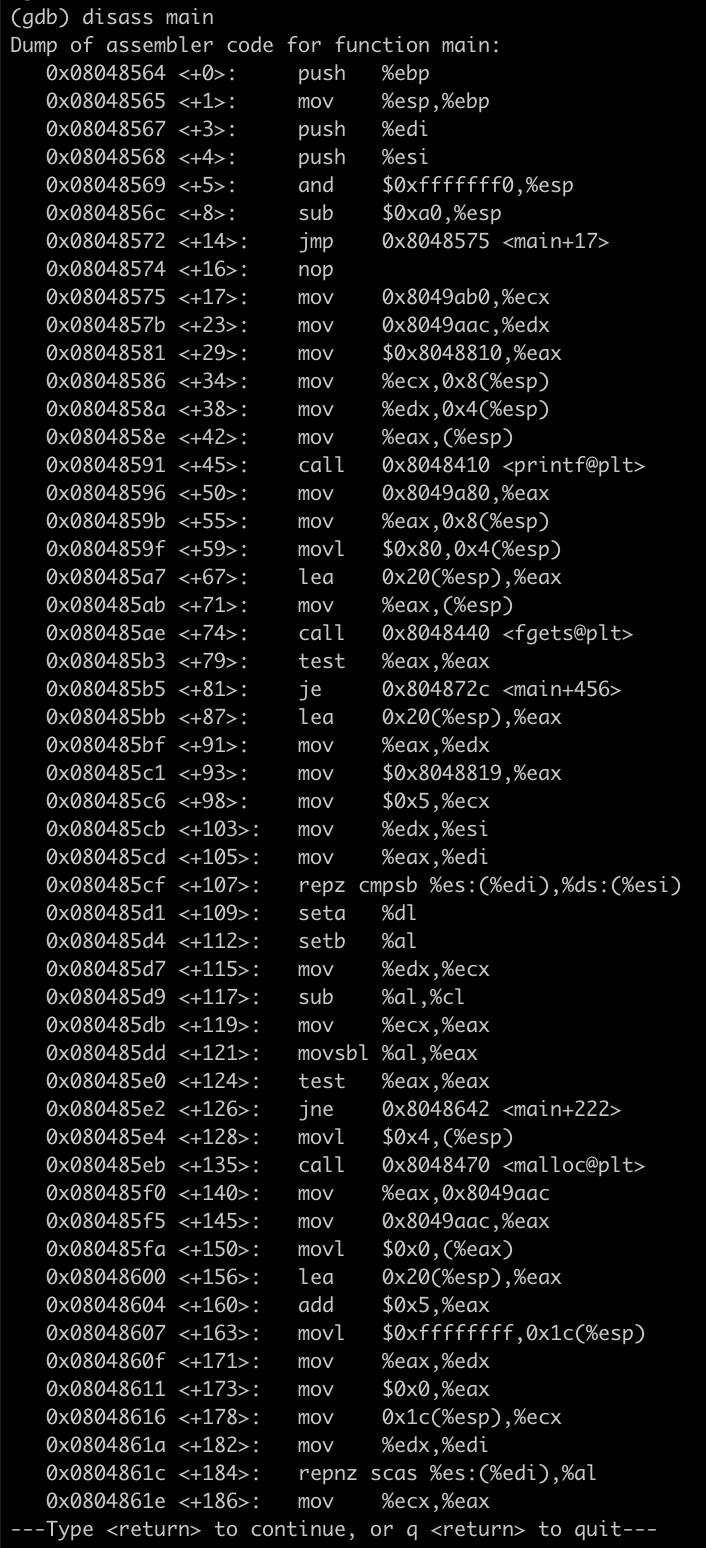 (gdb) disass main
Dump of assembler code for function main:
   0x08048564 <+0>:     push   %ebp
   0x08048565 <+1>:     mov    %esp,%ebp
   0x08048567 <+3>:     push   %edi
   0x08048568 <+4>:     push   %esi
   0x08048569 <+5>:     and    $0xfffffff0,%esp
   0x0804856c <+8>:     sub    $0xa0,%esp
   0x08048572 <+14>:    jmp    0x8048575 <main+17>
   0x08048574 <+16>:    nop
   0x08048575 <+17>:    mov    0x8049ab0,%ecx
   0x0804857b <+23>:    mov    0x8049aac,%edx
   0x08048581 <+29>:    mov    $0x8048810,%eax
   0x08048586 <+34>:    mov    %ecx,0x8(%esp)
   0x0804858a <+38>:    mov    %edx,0x4(%esp)
   0x0804858e <+42>:    mov    %eax,(%esp)
   0x08048591 <+45>:    call   0x8048410 <printf@plt>
   0x08048596 <+50>:    mov    0x8049a80,%eax
   0x0804859b <+55>:    mov    %eax,0x8(%esp)
   0x0804859f <+59>:    movl   $0x80,0x4(%esp)
   0x080485a7 <+67>:    lea    0x20(%esp),%eax
   0x080485ab <+71>:    mov    %eax,(%esp)
   0x080485ae <+74>:    call   0x8048440 <fgets@plt>
   0x080485b3 <+79>:    test   %eax,%eax
   0x080485b5 <+81>:    je     0x804872c <main+456>
   0x080485bb <+87>:    lea    0x20(%esp),%eax
   0x080485bf <+91>:    mov    %eax,%edx
   0x080485c1 <+93>:    mov    $0x8048819,%eax
   0x080485c6 <+98>:    mov    $0x5,%ecx
   0x080485cb <+103>:   mov    %edx,%esi
   0x080485cd <+105>:   mov    %eax,%edi
   0x080485cf <+107>:   repz cmpsb %es:(%edi),%ds:(%esi)
   0x080485d1 <+109>:   seta   %dl
   0x080485d4 <+112>:   setb   %al
   0x080485d7 <+115>:   mov    %edx,%ecx
   0x080485d9 <+117>:   sub    %al,%cl
   0x080485db <+119>:   mov    %ecx,%eax
   0x080485dd <+121>:   movsbl %al,%eax
   0x080485e0 <+124>:   test   %eax,%eax
   0x080485e2 <+126>:   jne    0x8048642 <main+222>
   0x080485e4 <+128>:   movl   $0x4,(%esp)
   0x080485eb <+135>:   call   0x8048470 <malloc@plt>
   0x080485f0 <+140>:   mov    %eax,0x8049aac
   0x080485f5 <+145>:   mov    0x8049aac,%eax
   0x080485fa <+150>:   movl   $0x0,(%eax)
   0x08048600 <+156>:   lea    0x20(%esp),%eax
   0x08048604 <+160>:   add    $0x5,%eax
   0x08048607 <+163>:   movl   $0xffffffff,0x1c(%esp)
   0x0804860f <+171>:   mov    %eax,%edx
   0x08048611 <+173>:   mov    $0x0,%eax
   0x08048616 <+178>:   mov    0x1c(%esp),%ecx
   0x0804861a <+182>:   mov    %edx,%edi
   0x0804861c <+184>:   repnz scas %es:(%edi),%al
   0x0804861e <+186>:   mov    %ecx,%eax
---Type <return> to continue, or q <return> to quit---